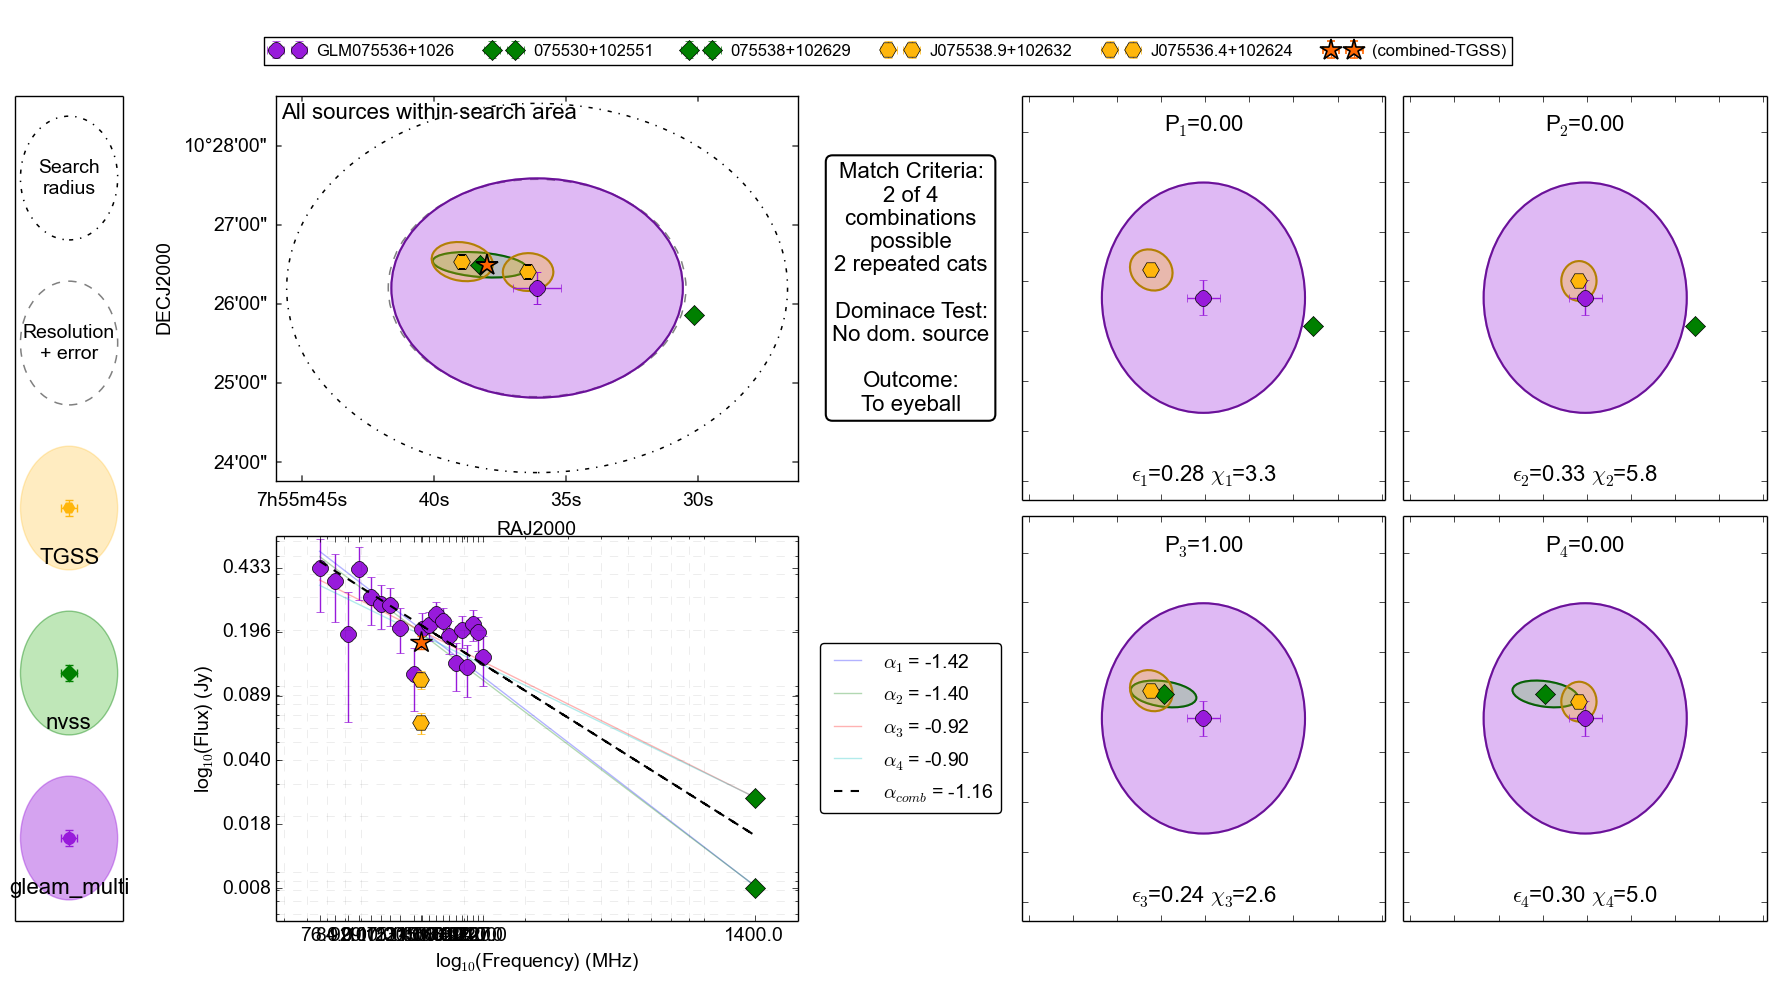 GLM075536+1026 075530+102551 075538+102629 J075538.9+102632 J075536.4+102624 (combined-TGSS)
Search
radius
Resolution
+ error
TGSS
nvss
gleam_multi
All sources within search area
DECJ2000
10°28'00"
27'00"
26'00"
25'00"
24'00"
7h55m45s 40s 35s 30s
RAJ2000
Match Criteria:
2 of 4
combinations
possible
2 repeated cats
Dominace Test:
No dom. source
Outcome:
To eyeball
log10(Flux) (Jy)
0.433
0.196
0.089
0.040
0.018
0.008
1400.0
log10(Frequency) (MHz)
α1 = -1.42
α2 = -1.40
α3 = -0.92
α4 = -0.90
αcomb = -1.16
P1=0.00
ϵ1=0.28 χ1=3.3
P2=0.00
ϵ2=0.33 χ2=5.8
P3=1.00
ϵ3=0.24 χ3=2.6
P4=0.00
ϵ4=0.30 χ4=5.0